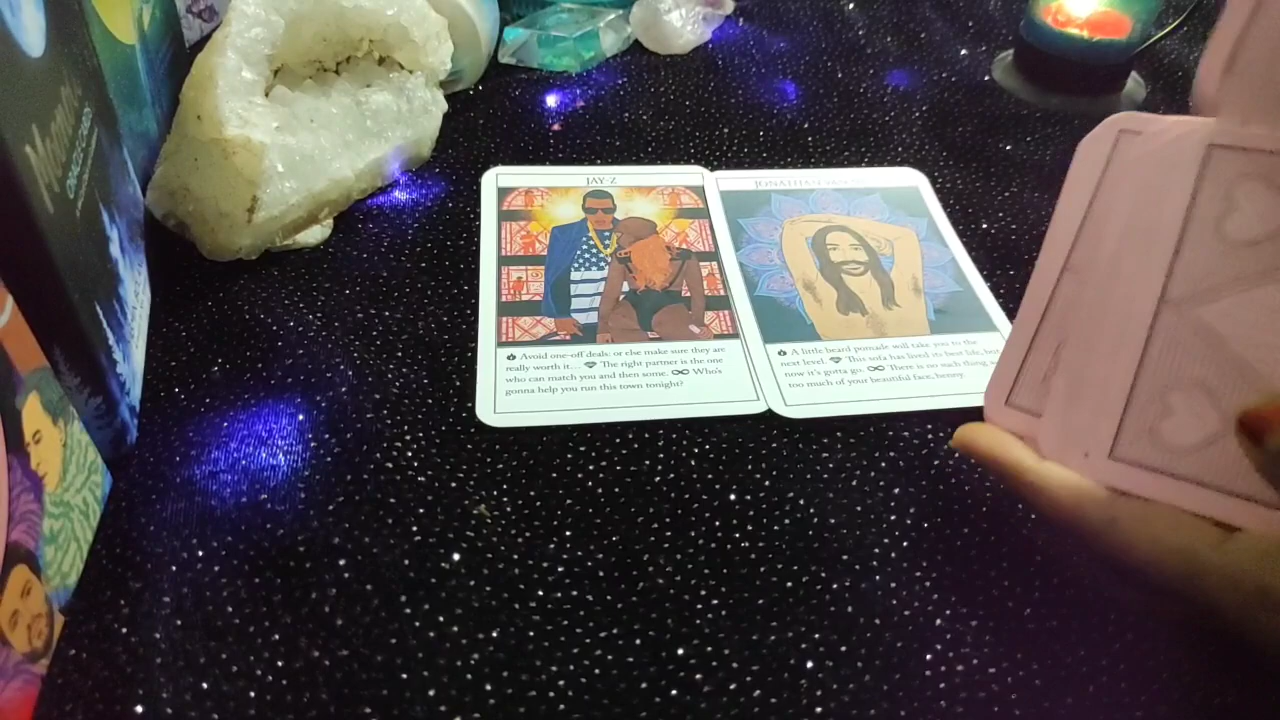 JAY-Z
Avoid one-off deals: or else make sure they are
really worth it... The right partner is the one
who can match you and then some. Who's
gonna help you run this town tonight?
JONATHAN
A little beard pomade will take you to the
next level. This sofa has lived its best life, but
now it's gotta go. There is no such thing as
too much of your beautiful face, henny.